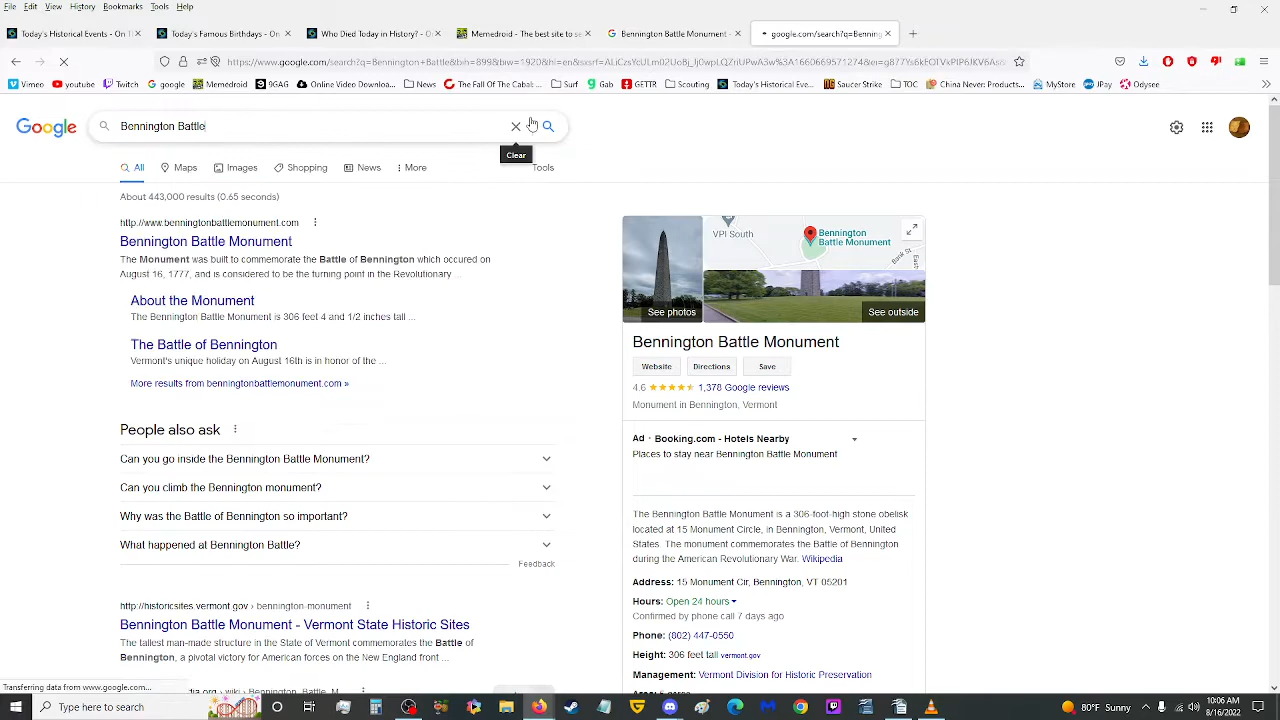 File Edit View History Bookmarks Tools Help
Today's Historical Events - On T
Today's Famous Birthdays - On
Who Died Today in History? - O
Memedroid - The best site to se
Bennington Battle Monument -
google.com/search?q=Benning
Vimeo youtube Twitch google Memedroid 9GAG Online Video Down... News The Fall Of The Cabal... Surf Gab GETTR Scouting Today's Historical Eve... Saucer Strike TOC China Never: Produc... MyStore JPay Odysee
Google
Bennington Battle
Clear
All Maps Images Shopping News More Tools
About 443,000 results (0.65 seconds)
http://www.benningtonbattlemonument.com
Bennington Battle Monument
The Monument was built to commemorate the Battle of Bennington which occured on
August 16, 1777, and is considered to be the turning point in the Revolutionary ...
About the Monument
The Bennington Battle Monument is 306 feet 4 and 1/2 inches tall ...
The Battle of Bennington
Vermont's unique holiday on August 16th is in honor of the ...
More results from benningtonbattlemonument.com »
People also ask
Can you go inside the Bennington Battle Monument?
Can you climb the Bennington monument?
Why was the Battle of Bennington so important?
What happened at Bennington Battle?
Feedback
http://historicsites.vermont.gov › bennington-monument
Bennington Battle Monument - Vermont State Historic Sites
The tallest man-made structure in the State of Vermont commemorates the Battle of
Bennington, a pivotal victory for American forces on the New England front ...
VPI South
Bennington
Battle Monument
Bank St
East
See photos
See outside
Bennington Battle Monument
Website Directions Save
4.6 1,378 Google reviews
Monument in Bennington, Vermont
Ad · Booking.com - Hotels Nearby
Places to stay near Bennington Battle Monument
The Bennington Battle Monument is a 306-foot-high stone obelisk
located at 15 Monument Circle, in Bennington, Vermont, United
States. The monument commemorates the Battle of Bennington
during the American Revolutionary War. Wikipedia
Address: 15 Monument Cir, Bennington, VT 05201
Hours: Open 24 hours
Confirmed by phone call 7 days ago
Phone: (802) 447-0550
Height: 306 feet tall vermont.gov
Management: Vermont Division for Historic Preservation
Transferring data from www.google.com...
Type here to search
80°F Sunny
10:06 AM
8/16/2022